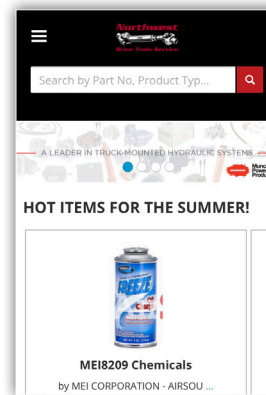 Northwest
Drive Train Service
Search by Part No, Product Typ...
A LEADER IN TRUCK-MOUNTED HYDRAULIC SYSTEMS
HOT ITEMS FOR THE SUMMER!
FREEZE
MEI8209 Chemicals
by MEI CORPORATION - AIRSOU ...